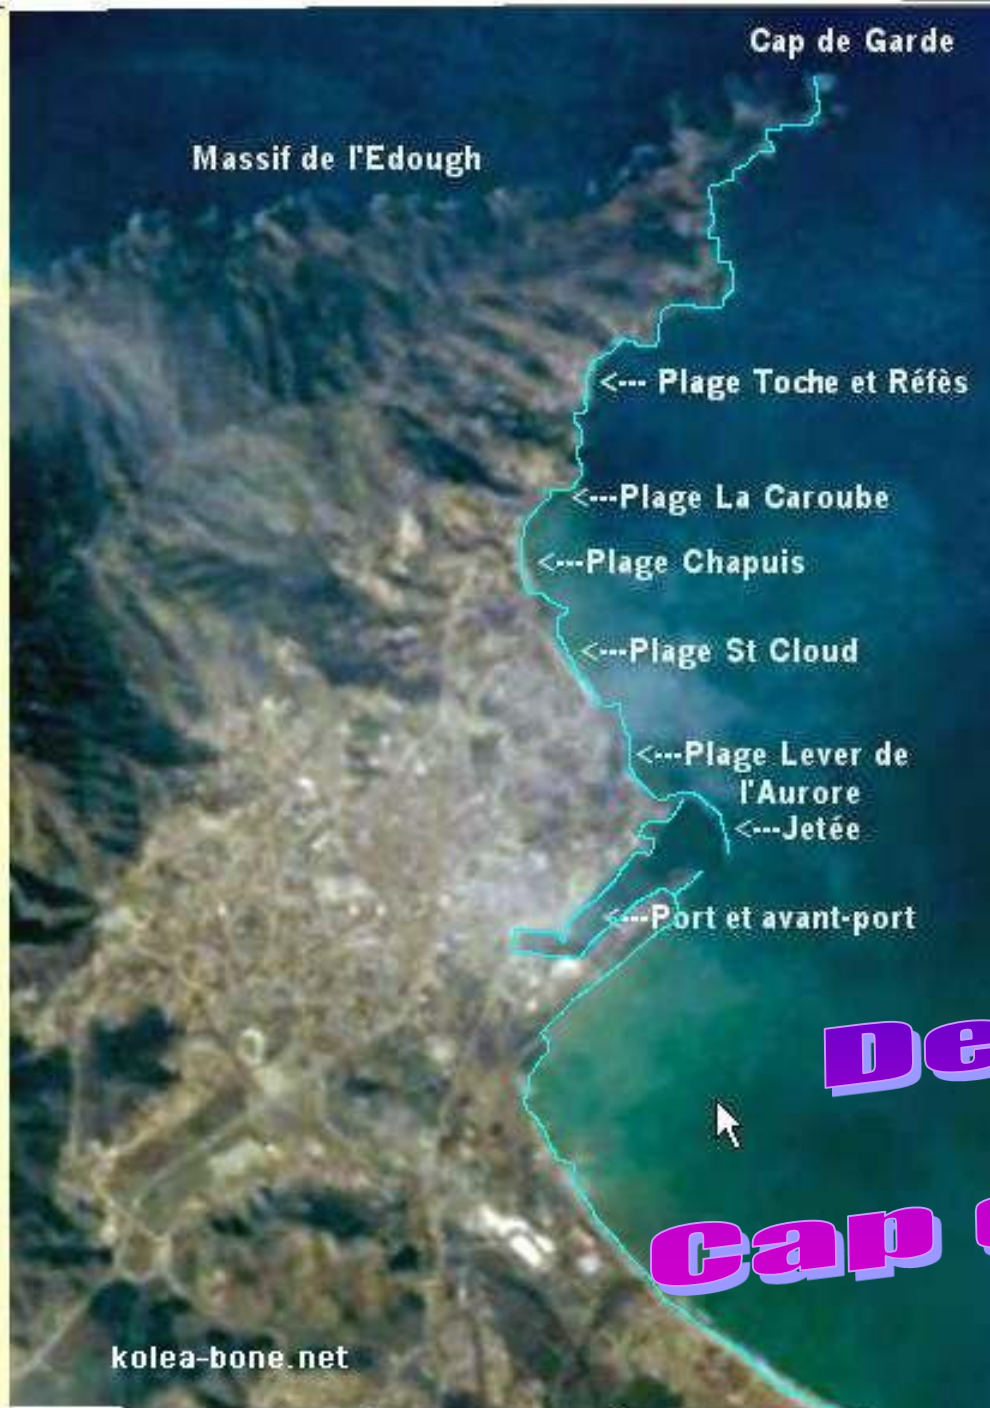 Cap de Garde
Massif de l'Edough
<--- Plage Toche et Réfès
<---Plage La Caroube
<---Plage Chapuis
<---Plage St Cloud
<---Plage Lever de
l'Aurore
<---Jetée
<---Port et avant-port
De
Cap
kolea-bone.net